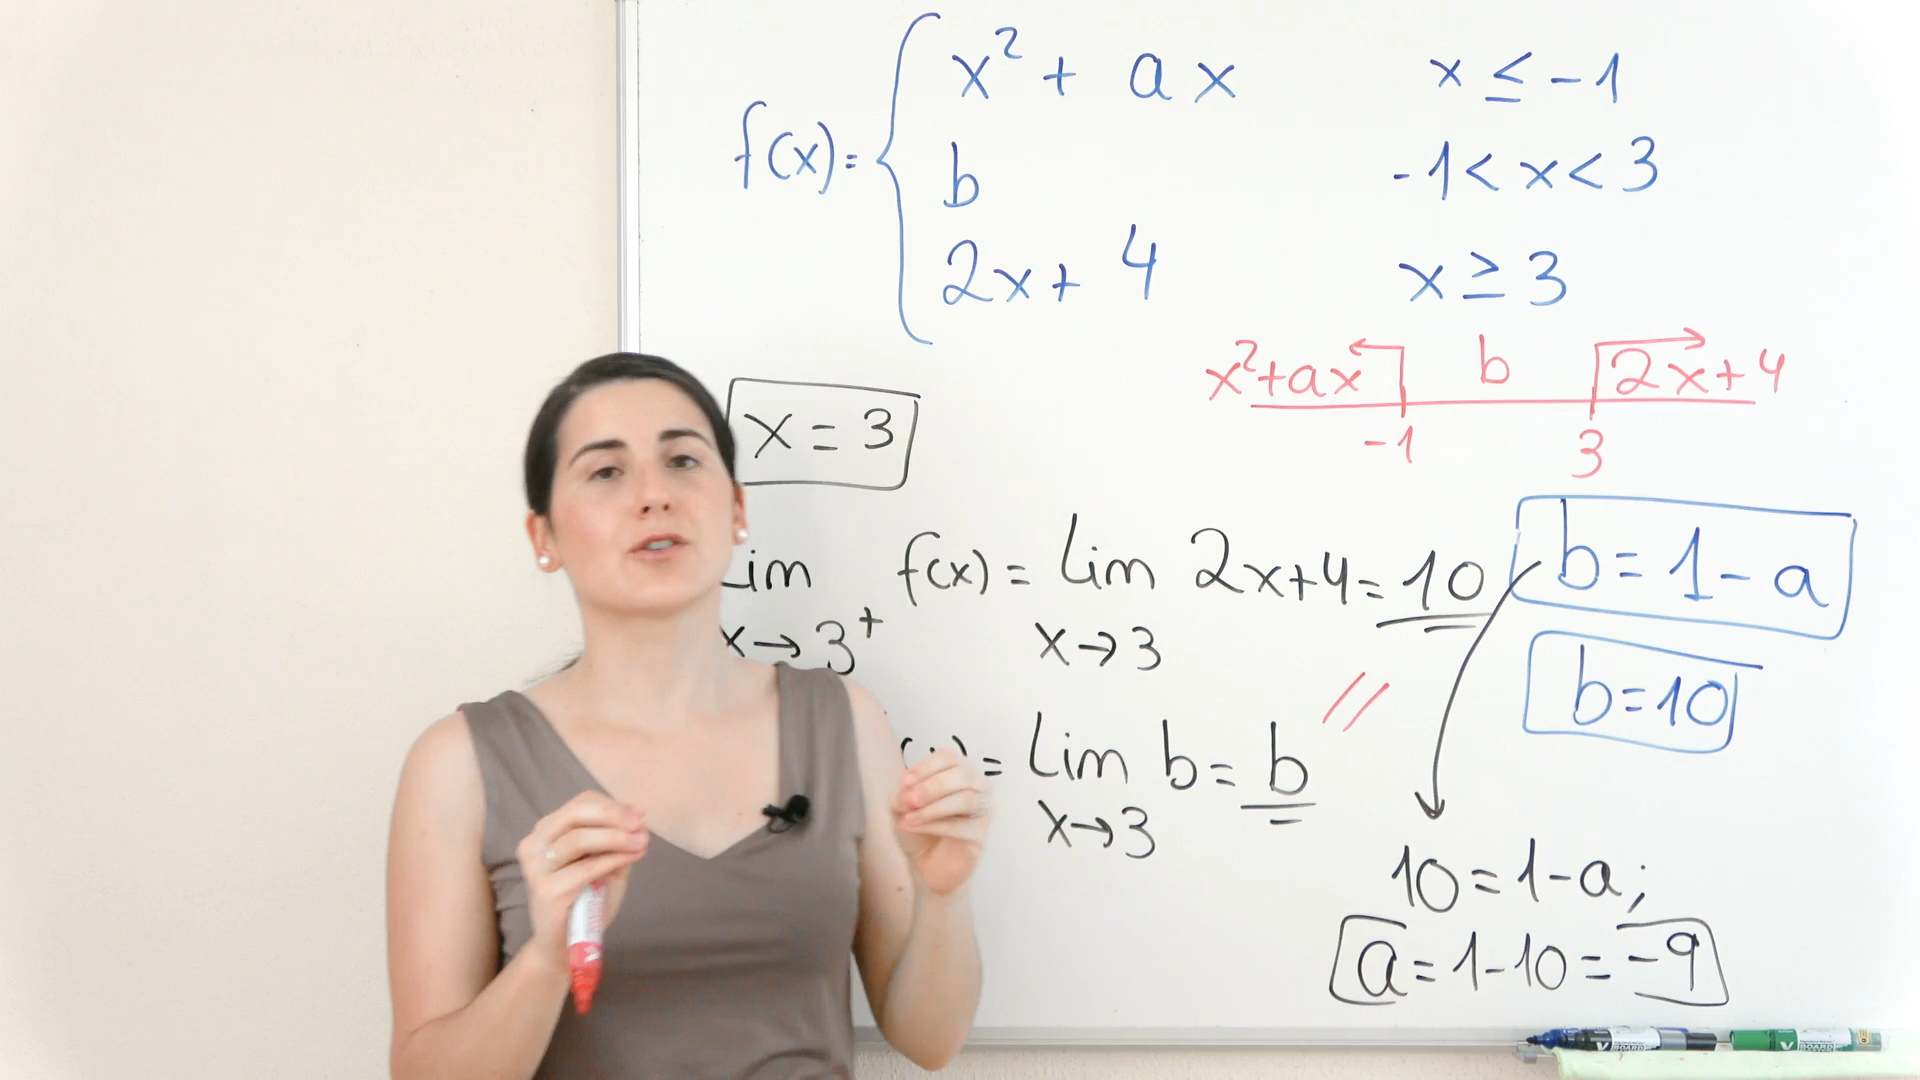 f(x)= { x² + a x    x ≤ -1
b    -1 < x < 3
2x + 4    x ≥ 3
x²+ax    b    2x+4
-1    3
x = 3
Lim f(x) = Lim 2x+4 = 10
x→3⁺    x→3
b = 1 - a
b=10
= Lim b = b
x→3
//
10 = 1-a;
a = 1-10 = -9